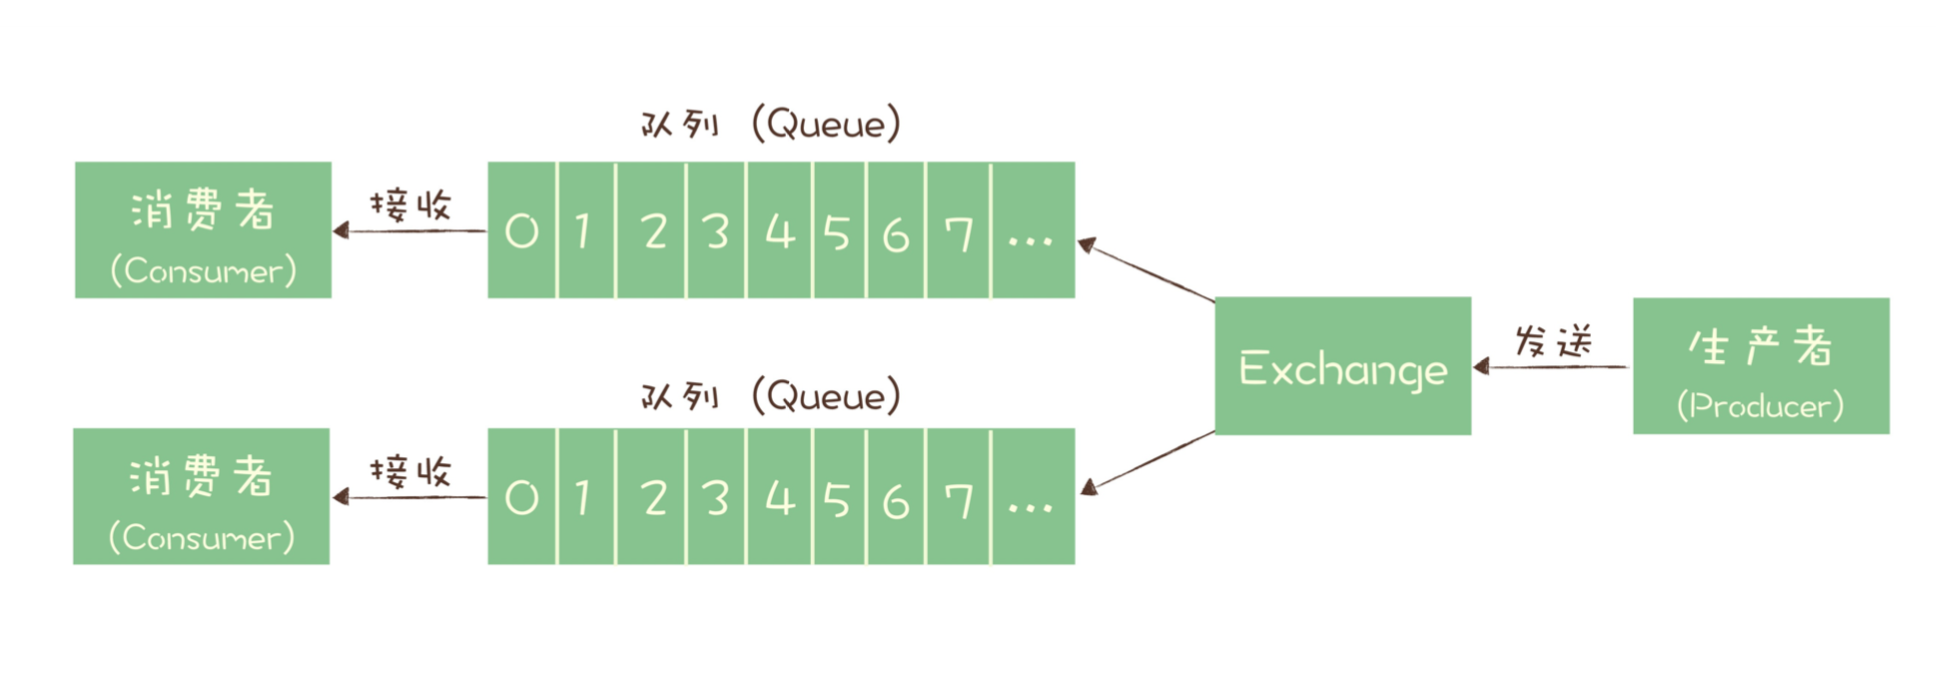 队列 (Queue)
消费者
(Consumer)
接收
0 1 2 3 4 5 6 7 ...
Exchange
发送
生产者
(Producer)
队列 (Queue)
消费者
(Consumer)
接收
0 1 2 3 4 5 6 7 ...